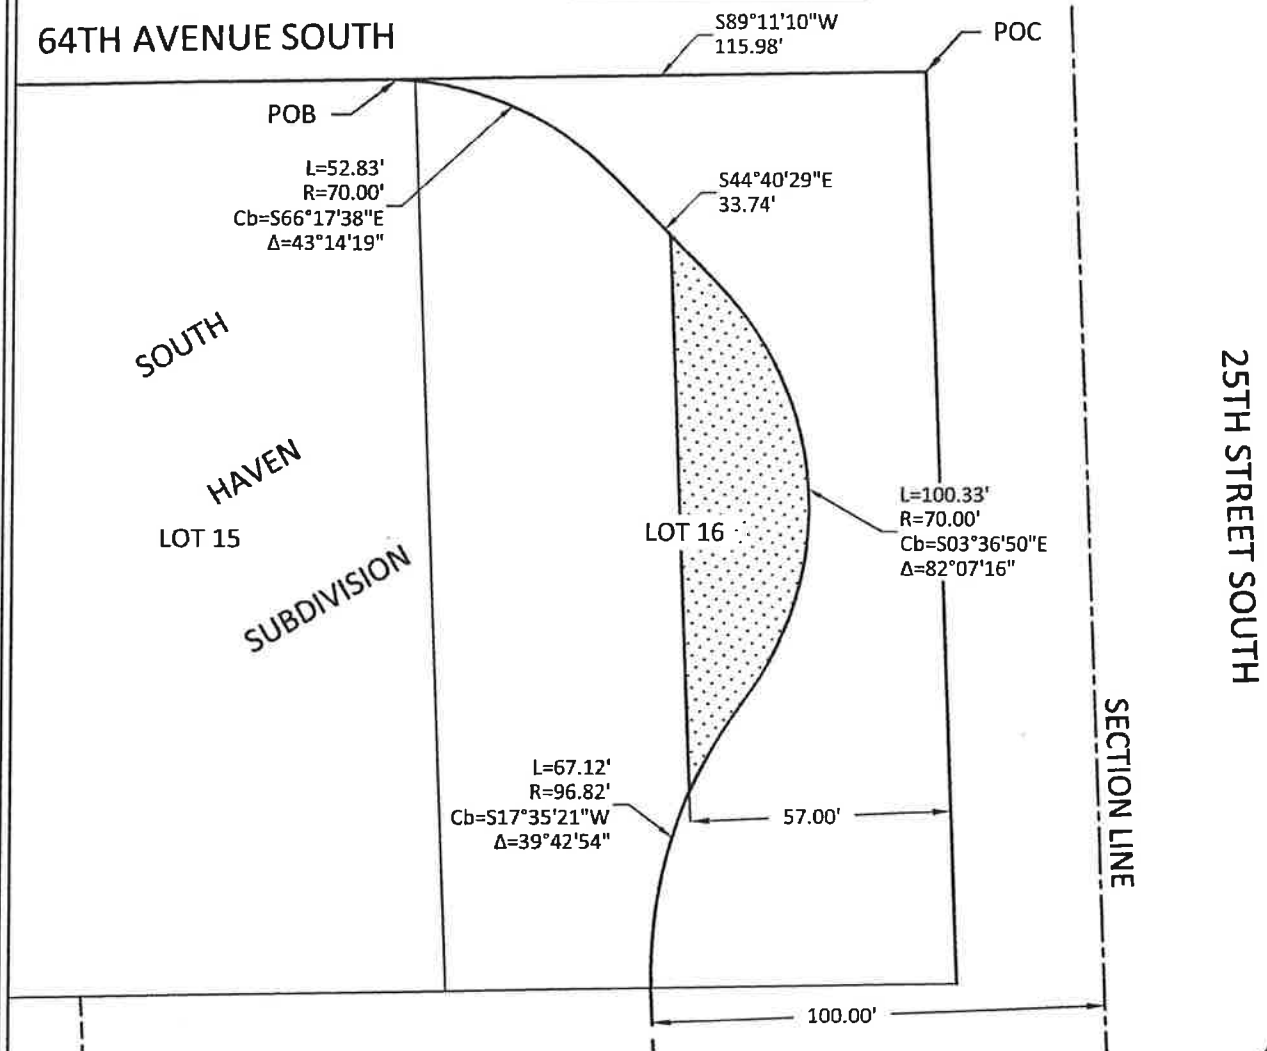 64TH AVENUE SOUTH
S89°11'10"W
115.98'
POC
POB
L=52.83'
R=70.00'
Cb=S66°17'38"E
Δ=43°14'19"
S44°40'29"E
33.74'
SOUTH
HAVEN
SUBDIVISION
LOT 15
LOT 16
L=100.33'
R=70.00'
Cb=S03°36'50"E
Δ=82°07'16"
25TH STREET SOUTH
SECTION LINE
L=67.12'
R=96.82'
Cb=S17°35'21"W
Δ=39°42'54"
57.00'
100.00'